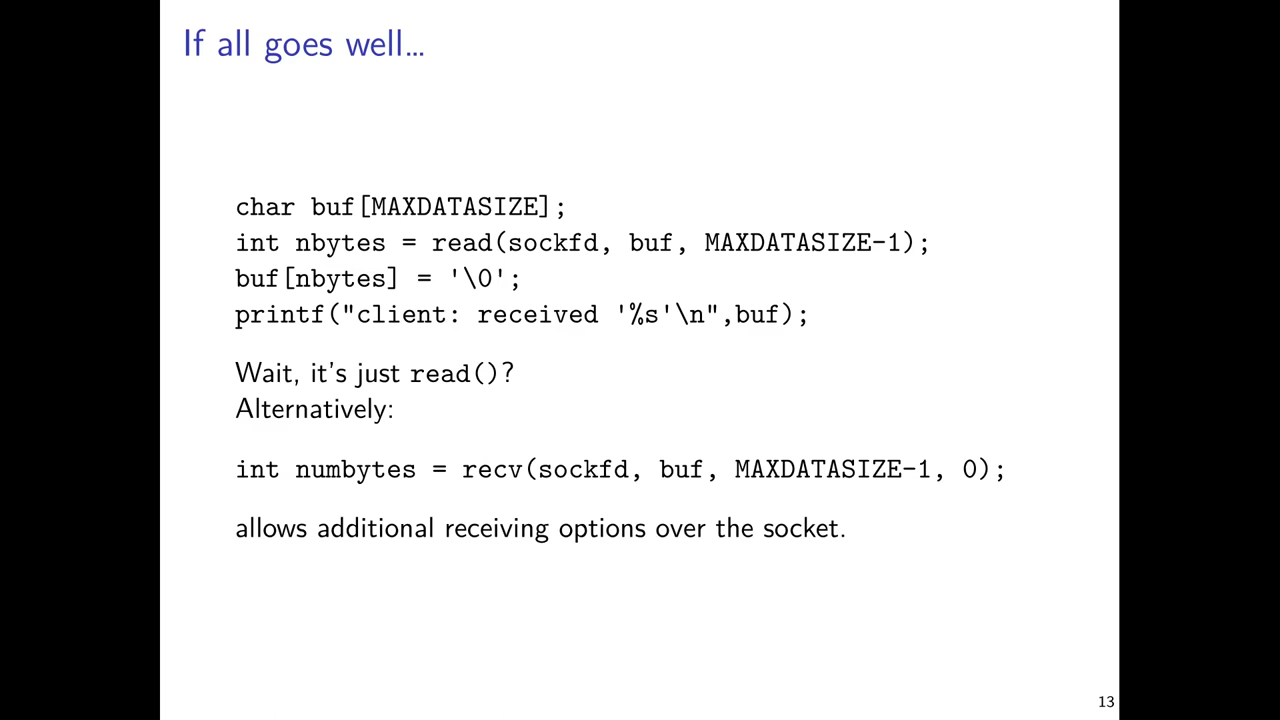 If all goes well…
char buf[MAXDATASIZE];
int nbytes = read(sockfd, buf, MAXDATASIZE-1);
buf[nbytes] = '\0';
printf("client: received '%s'\n",buf);
Wait, it's just read()?
Alternatively:
int numbytes = recv(sockfd, buf, MAXDATASIZE-1, 0);
allows additional receiving options over the socket.
13